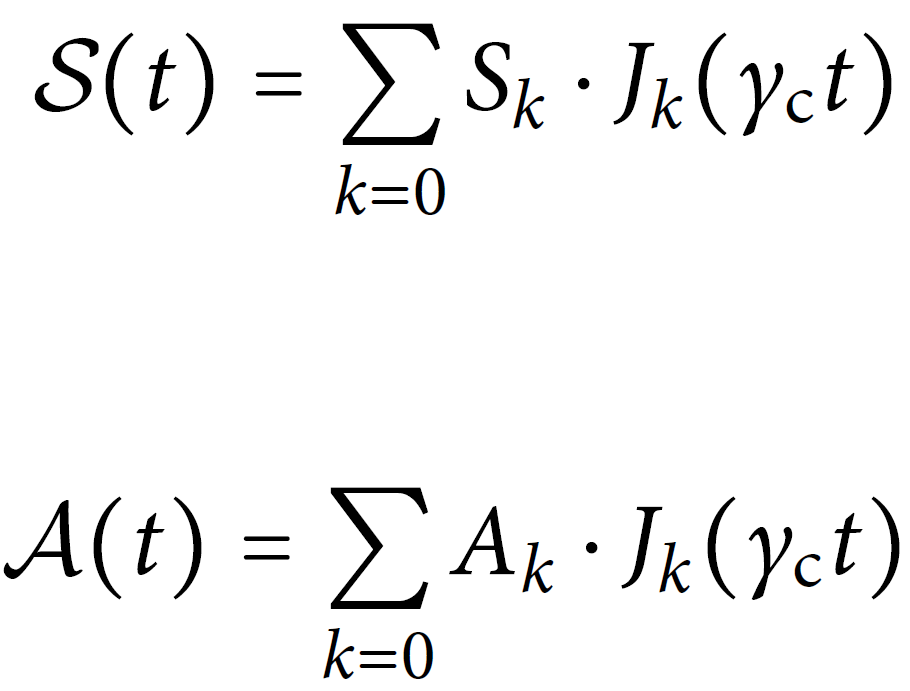 𝒮(t) = ∑_{k=0} S_k · J_k(γ_c t)
𝒜(t) = ∑_{k=0} A_k · J_k(γ_c t)